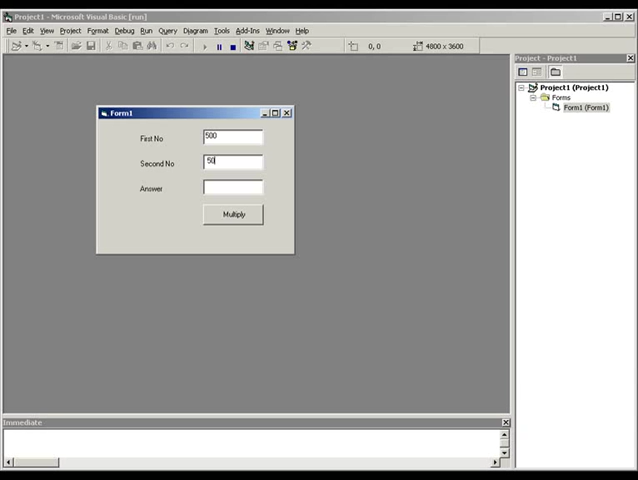 Project1 - Microsoft Visual Basic [run]
File Edit View Project Format Debug Run Query Diagram Tools Add-Ins Window Help
0, 0 4800 x 3600
Project - Project1
Project1 (Project1)
Forms
Form1 (Form1)
Form1
First No 500
Second No 50
Answer
Multiply
Immediate